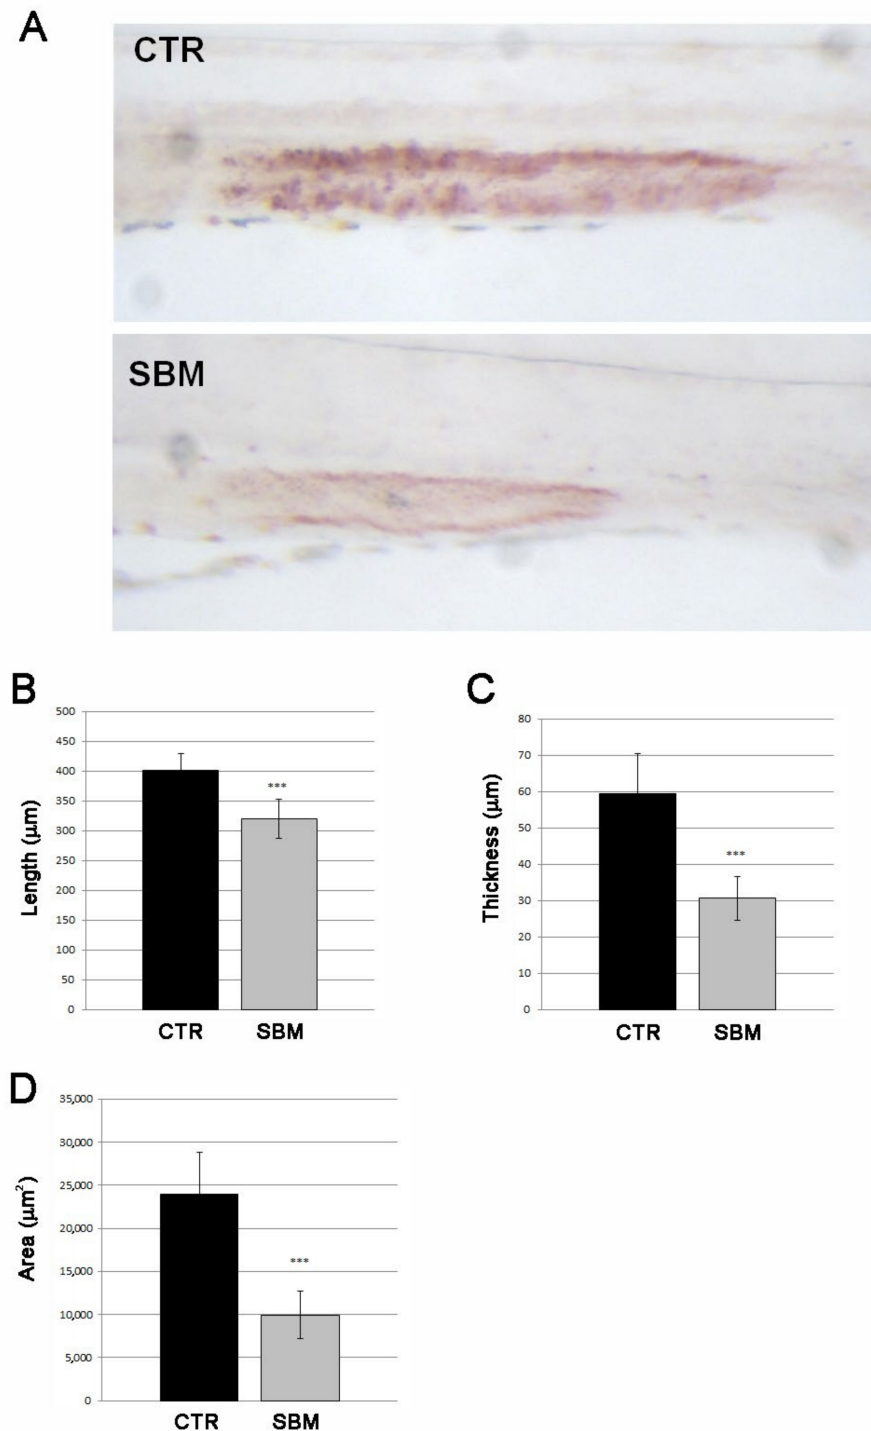 A
CTR
SBM
B
Length (μm)
500
450
400
350
300
250
200
150
100
50
0
***
CTR SBM
C
Thickness (μm)
80
70
60
50
40
30
20
10
0
***
CTR SBM
D
Area (μm²)
35,000
30,000
25,000
20,000
15,000
10,000
5,000
0
***
CTR SBM